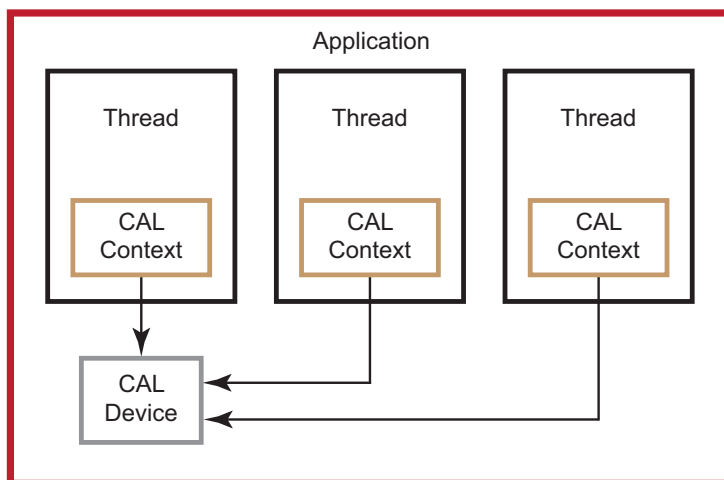 Application
Thread
Thread
Thread
CAL
Context
CAL
Context
CAL
Context
CAL
Device